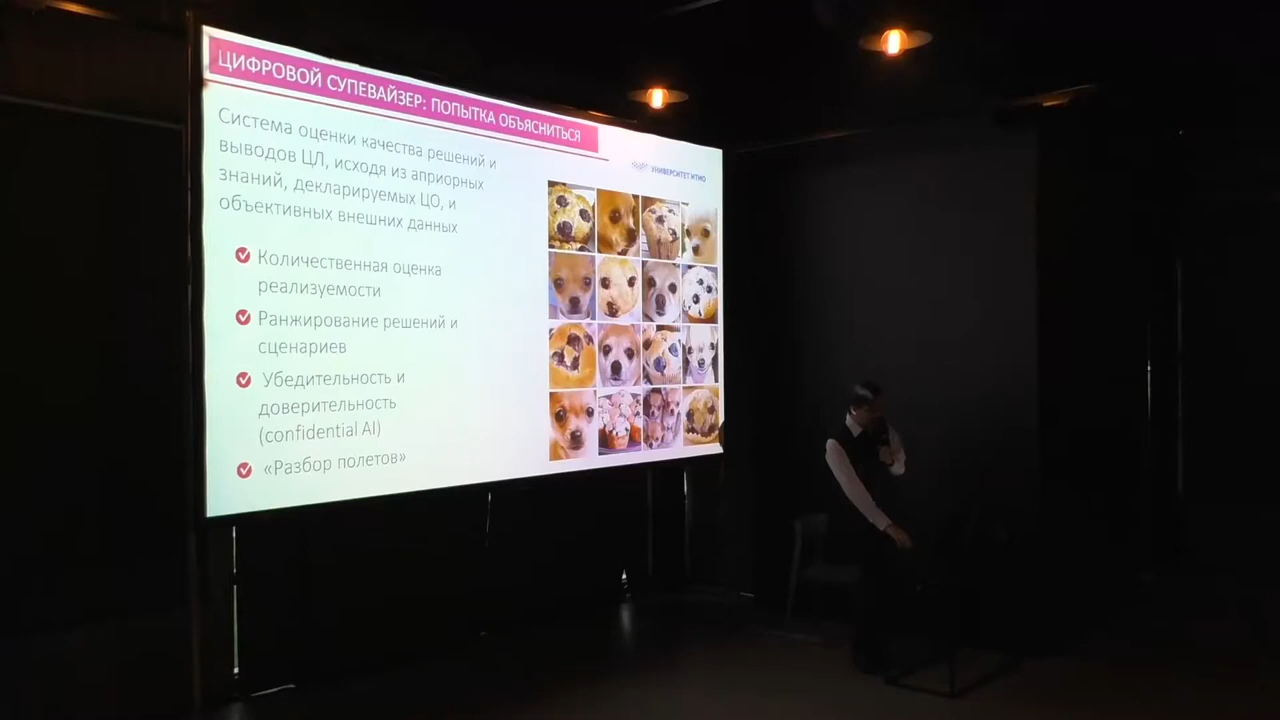 ЦИФРОВОЙ СУПЕВАЙЗЕР: ПОПЫТКА ОБЪЯСНИТЬСЯ
Система оценки качества решений и
выводов ЦЛ, исходя из априорных
знаний, декларируемых ЦО, и
объективных внешних данных
Количественная оценка
реализуемости
Ранжирование решений и
сценариев
Убедительность и
доверительность
(confidential AI)
«Разбор полетов»
УНИВЕРСИТЕТ ИТМО